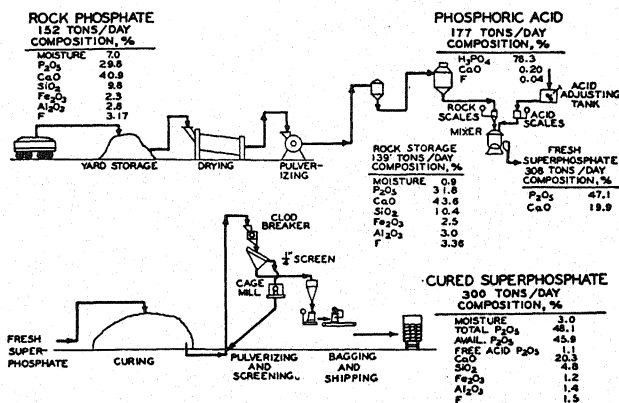 ROCK PHOSPHATE
152 TONS/DAY
COMPOSITION, %
MOISTURE 7.0
P₂O₅ 29.8
CaO 40.9
SiO₂ 9.8
Fe₂O₃ 2.3
Al₂O₃ 2.8
F 3.17
YARD STORAGE
DRYING
PULVER-
IZING
PHOSPHORIC ACID
177 TONS/DAY
COMPOSITION, %
H₃PO₄ 78.3
CaO 0.20
F 0.04
ACID
ADJUSTING
TANK
ROCK
SCALES
ACID
SCALES
MIXER
ROCK STORAGE
139 TONS/DAY
COMPOSITION, %
MOISTURE 0.9
P₂O₅ 31.8
CaO 43.6
SiO₂ 10.4
Fe₂O₃ 2.5
Al₂O₃ 3.0
F 3.36
FRESH
SUPERPHOSPHATE
308 TONS/DAY
COMPOSITION, %
P₂O₅ 47.1
CaO 19.9
CLOD
BREAKER
¼" SCREEN
CAGE
MILL
FRESH
SUPER-
PHOSPHATE
CURING
PULVERIZING
AND
SCREENING
BAGGING
AND
SHIPPING
CURED SUPERPHOSPHATE
300 TONS/DAY
COMPOSITION, %
MOISTURE 3.0
TOTAL P₂O₅ 48.1
AVAIL. P₂O₅ 45.9
FREE ACID P₂O₅ 1.1
CaO 20.3
SiO₂ 4.8
Fe₂O₃ 1.2
Al₂O₃ 1.4
F 1.5